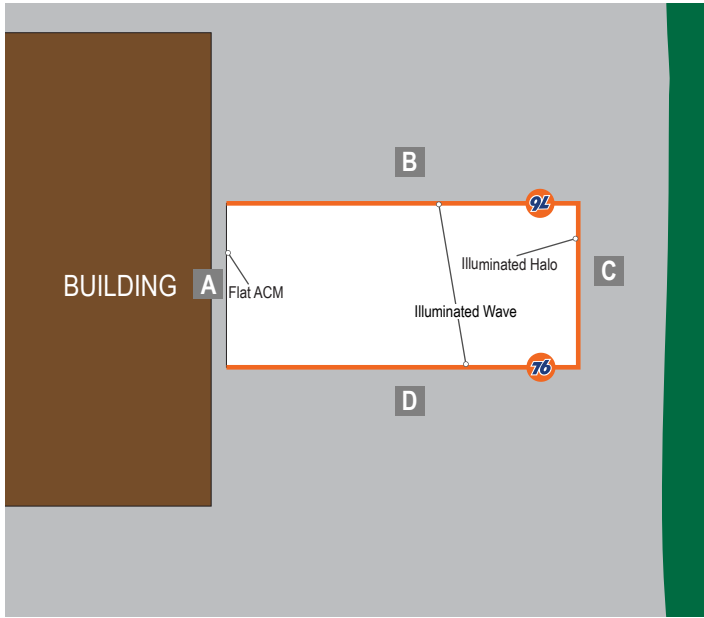 B
76
Illuminated Halo
C
BUILDING
A
Flat ACM
Illuminated Wave
76
D